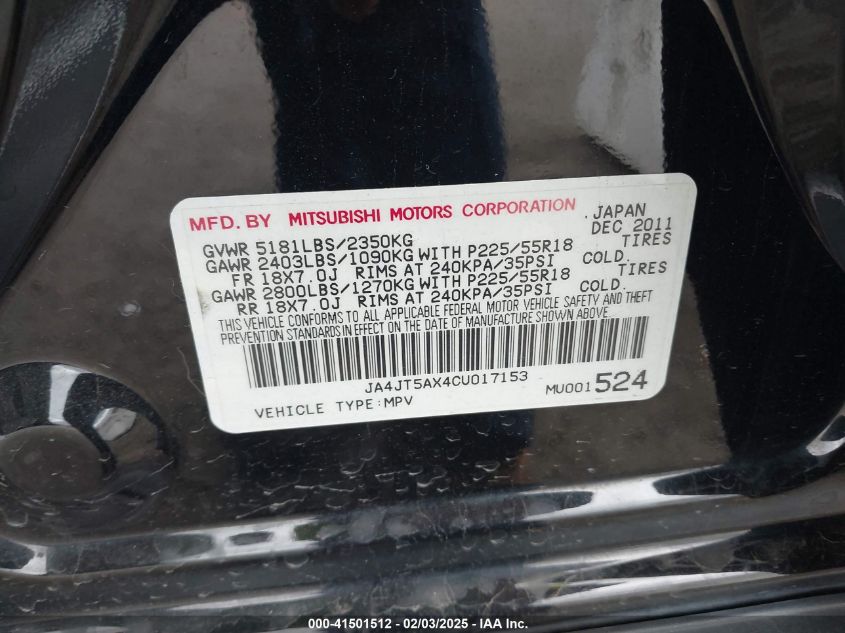 MFD. BY MITSUBISHI MOTORS CORPORATION , JAPAN
GVWR 5181LBS/2350KG DEC 2011
GAWR 2403LBS/1090KG WITH P225/55R18 TIRES
FR 18X7.0J RIMS AT 240KPA/35PSI COLD.
GAWR 2800LBS/1270KG WITH P225/55R18 TIRES
RR 18X7.0J RIMS AT 240KPA/35PSI COLD.
THIS VEHICLE CONFORMS TO ALL APPLICABLE FEDERAL MOTOR VEHICLE SAFETY AND THEFT
PREVENTION STANDARDS IN EFFECT ON THE DATE OF MANUFACTURE SHOWN ABOVE.
JA4JT5AX4CU017153
VEHICLE TYPE:MPV MU001524
000-41501512 - 02/03/2025 - IAA Inc.